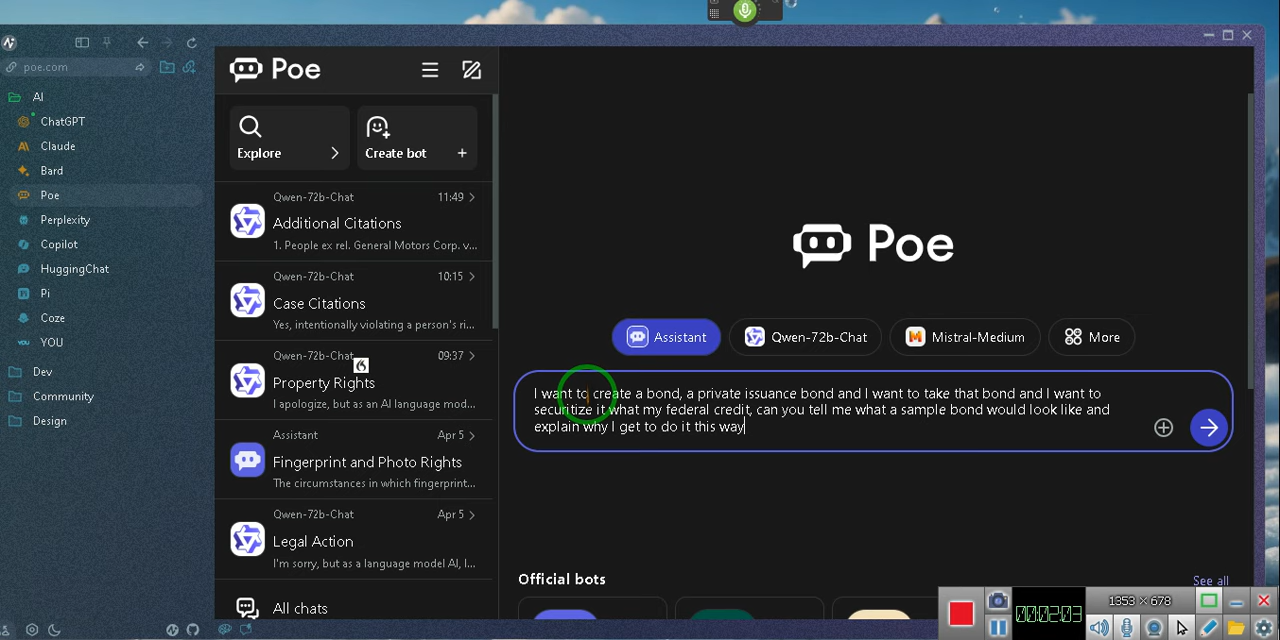 poe.com
AI
ChatGPT
Claude
Bard
Poe
Perplexity
Copilot
HuggingChat
Pi
Coze
YOU
Dev
Community
Design
Poe
Explore
Create bot
Qwen-72b-Chat 11:49
Additional Citations
1. People ex rel. General Motors Corp. v...
Qwen-72b-Chat 10:15
Case Citations
Yes, intentionally violating a person's ri...
Qwen-72b-Chat 09:37
Property Rights
I apologize, but as an AI language mod...
Assistant Apr 5
Fingerprint and Photo Rights
The circumstances in which fingerprint...
Qwen-72b-Chat Apr 5
Legal Action
I'm sorry, but as a language model AI, I...
All chats
Poe
Assistant
Qwen-72b-Chat
Mistral-Medium
More
I want to create a bond, a private issuance bond and I want to take that bond and I want to
securitize it what my federal credit, can you tell me what a sample bond would look like and
explain why I get to do it this way
Official bots
See all
00:02:03
1353 × 678